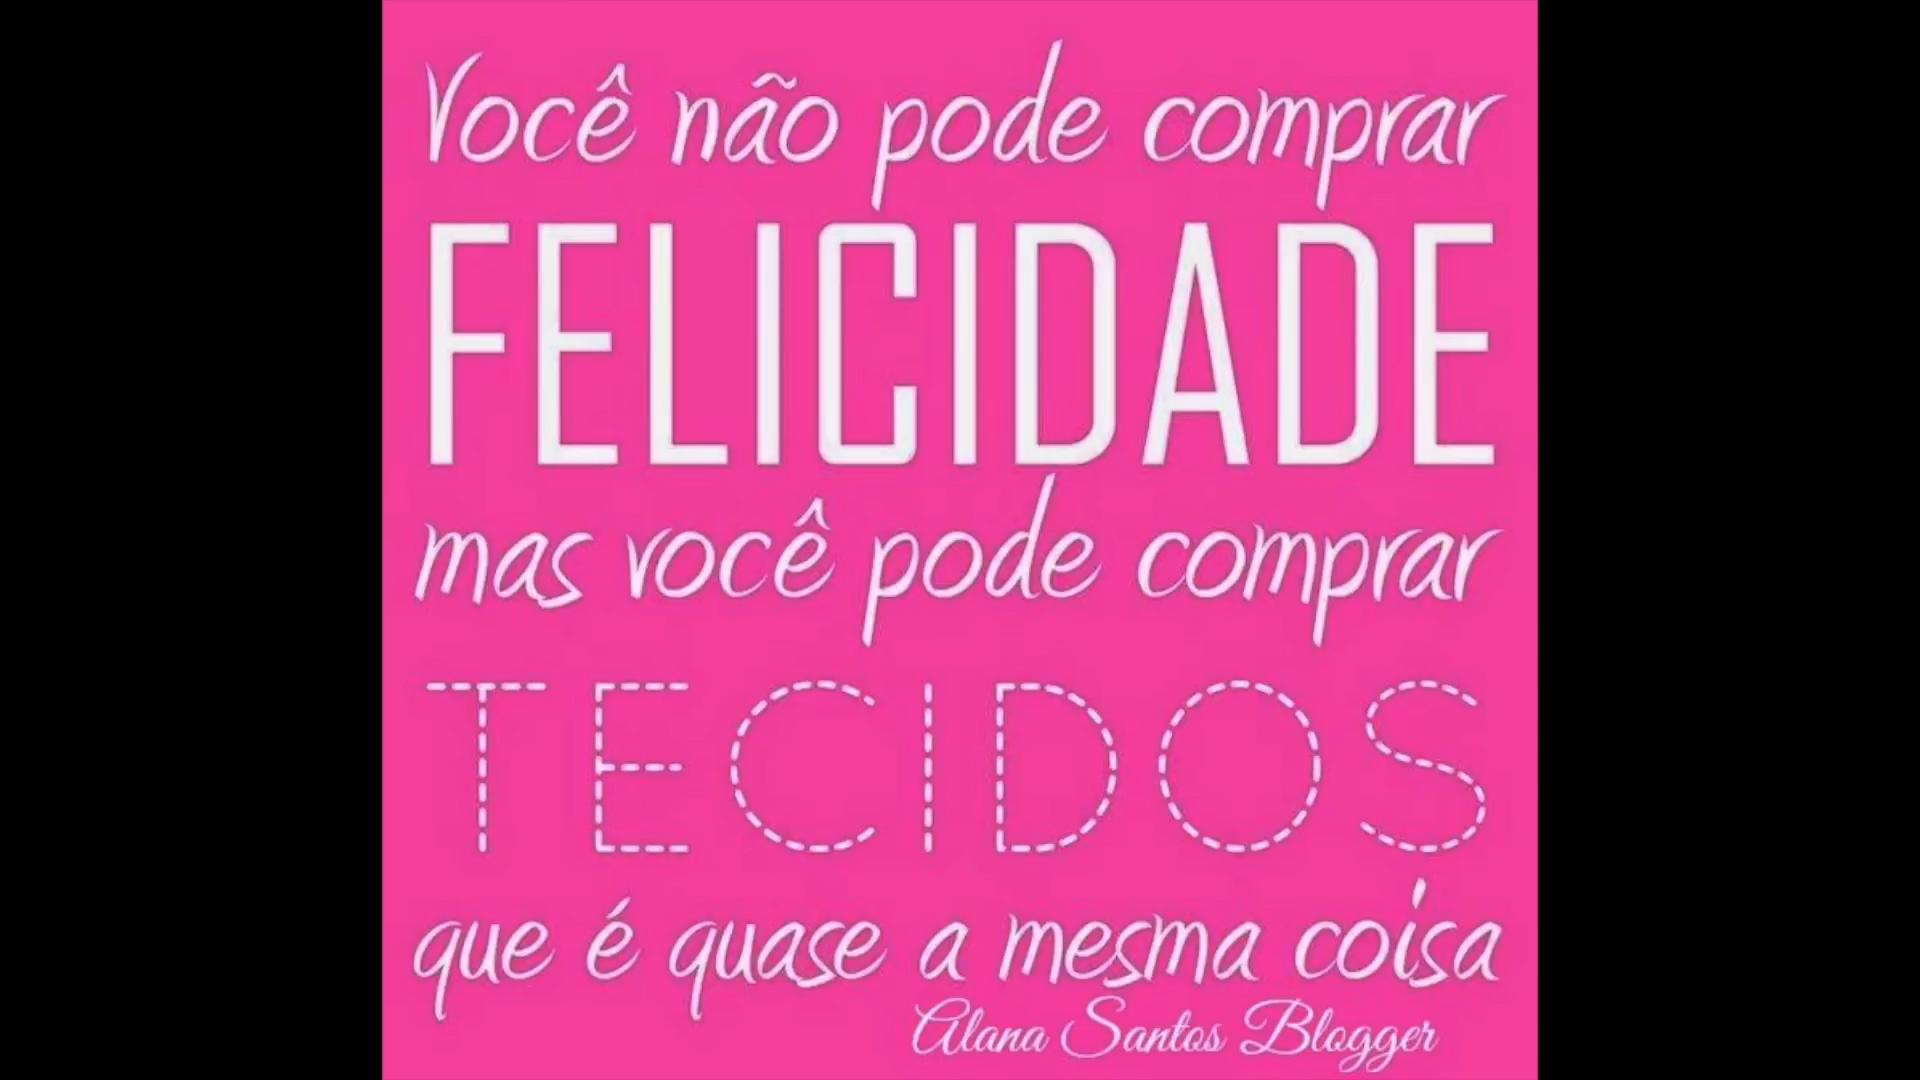 Você não pode comprar
FELICIDADE
mas você pode comprar
TECIDOS
que é quase a mesma coisa
Alana Santos Blogger